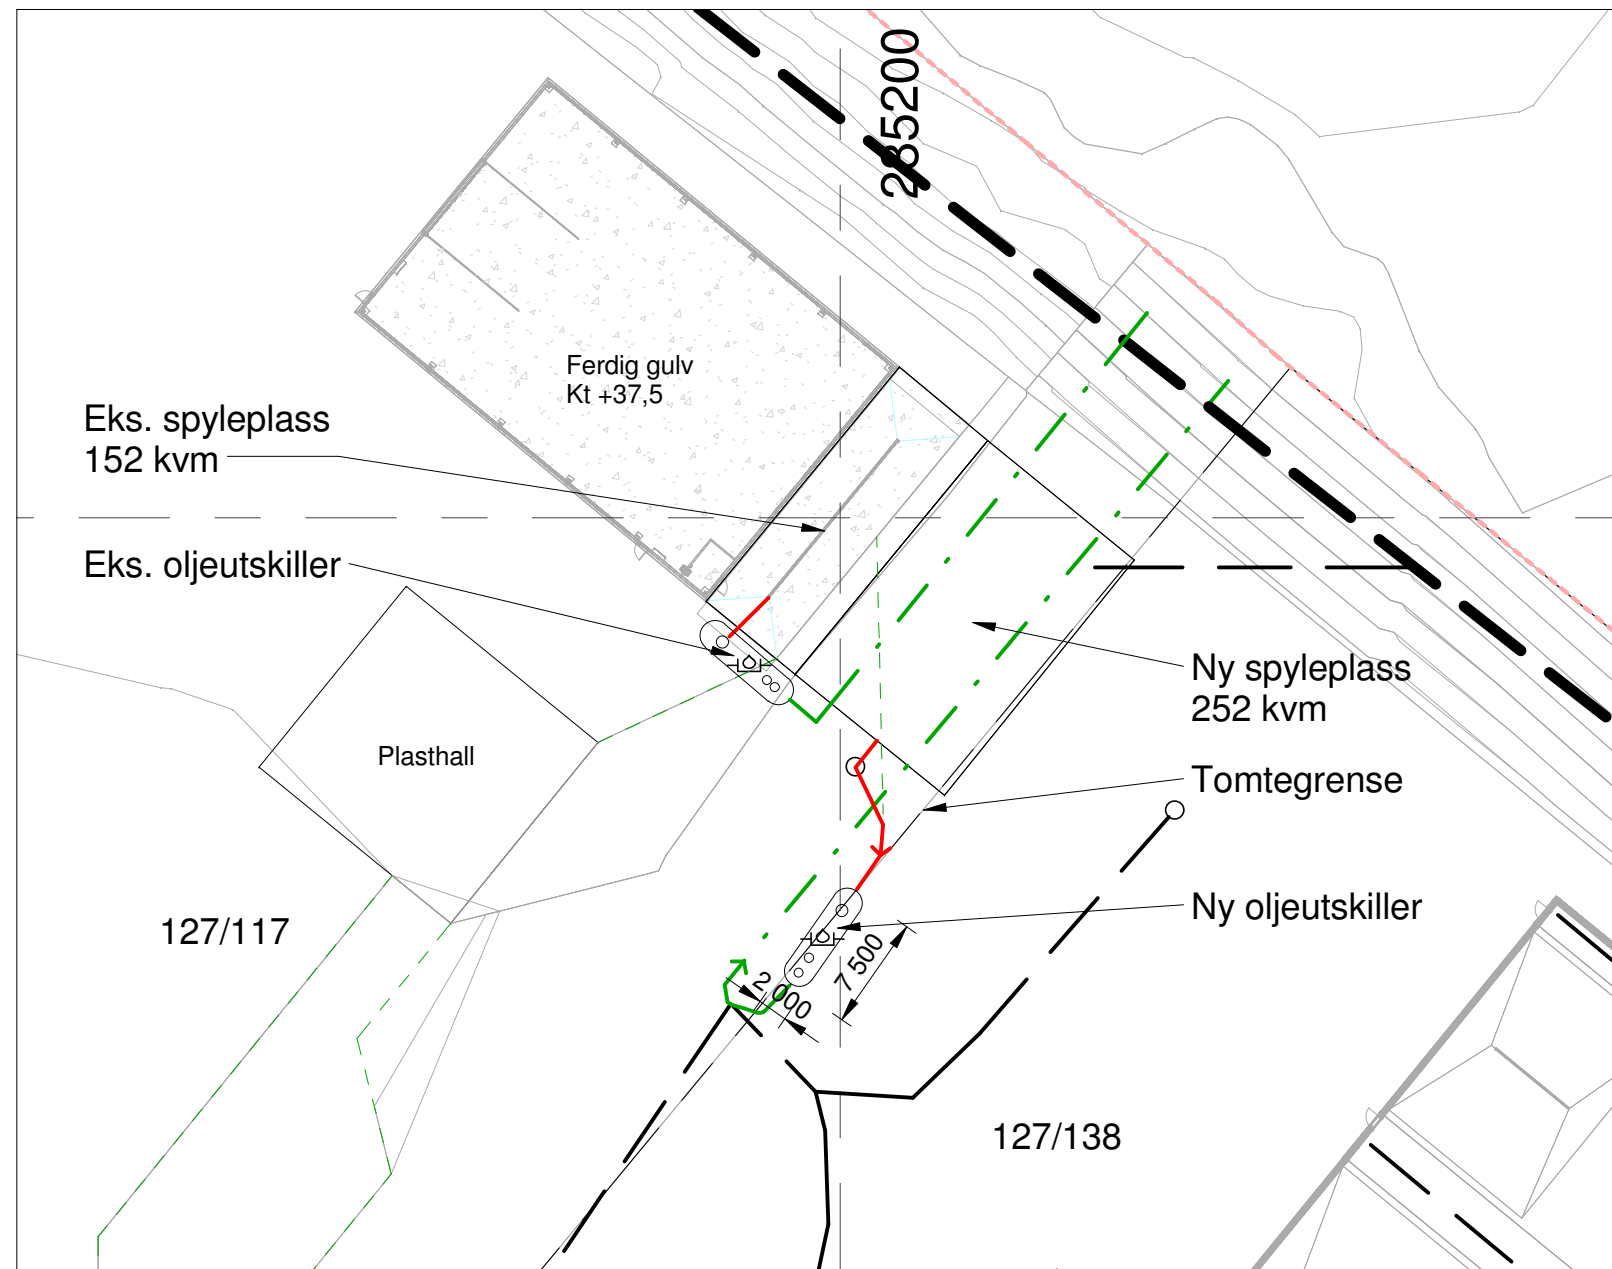 285200
Ferdig gulv
Kt +37,5
Eks. spyleplass
152 kvm
Eks. oljeutskiller
Ny spyleplass
252 kvm
Plasthall
Tomtegrense
127/117
Ny oljeutskiller
7 500
2 000
127/138